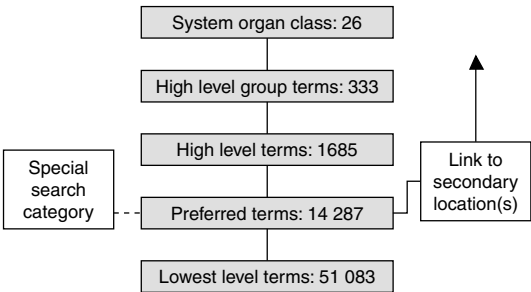 System organ class: 26
High level group terms: 333
High level terms: 1685
Special
search
category
Link to
secondary
location(s)
Preferred terms: 14 287
Lowest level terms: 51 083